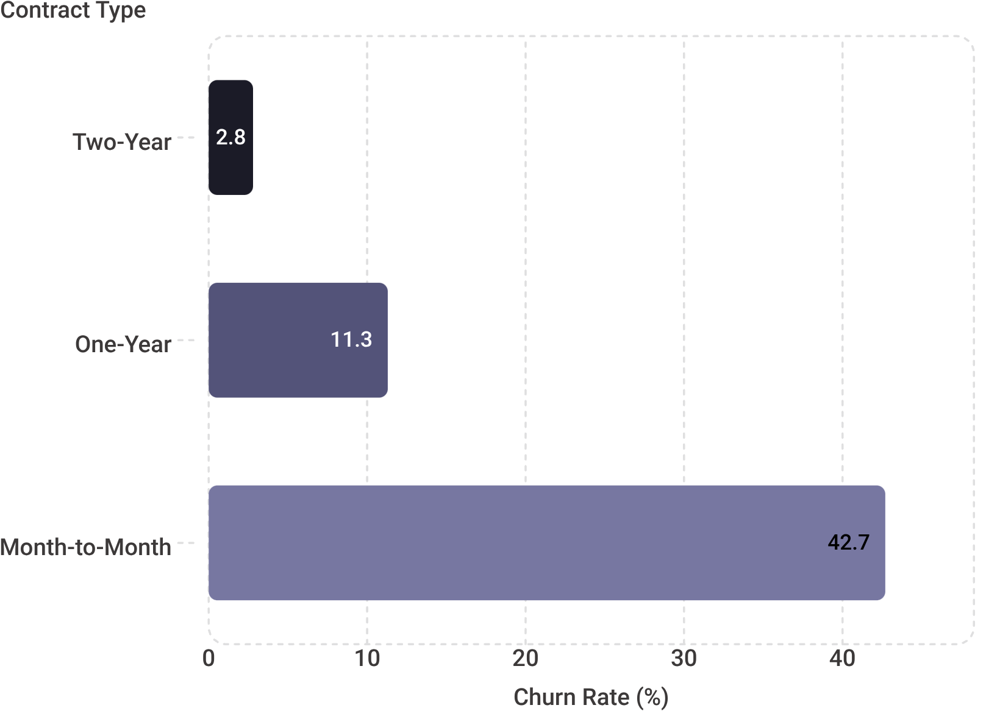 Contract Type
Two-Year
2.8
One-Year
11.3
Month-to-Month
42.7
0 10 20 30 40
Churn Rate (%)